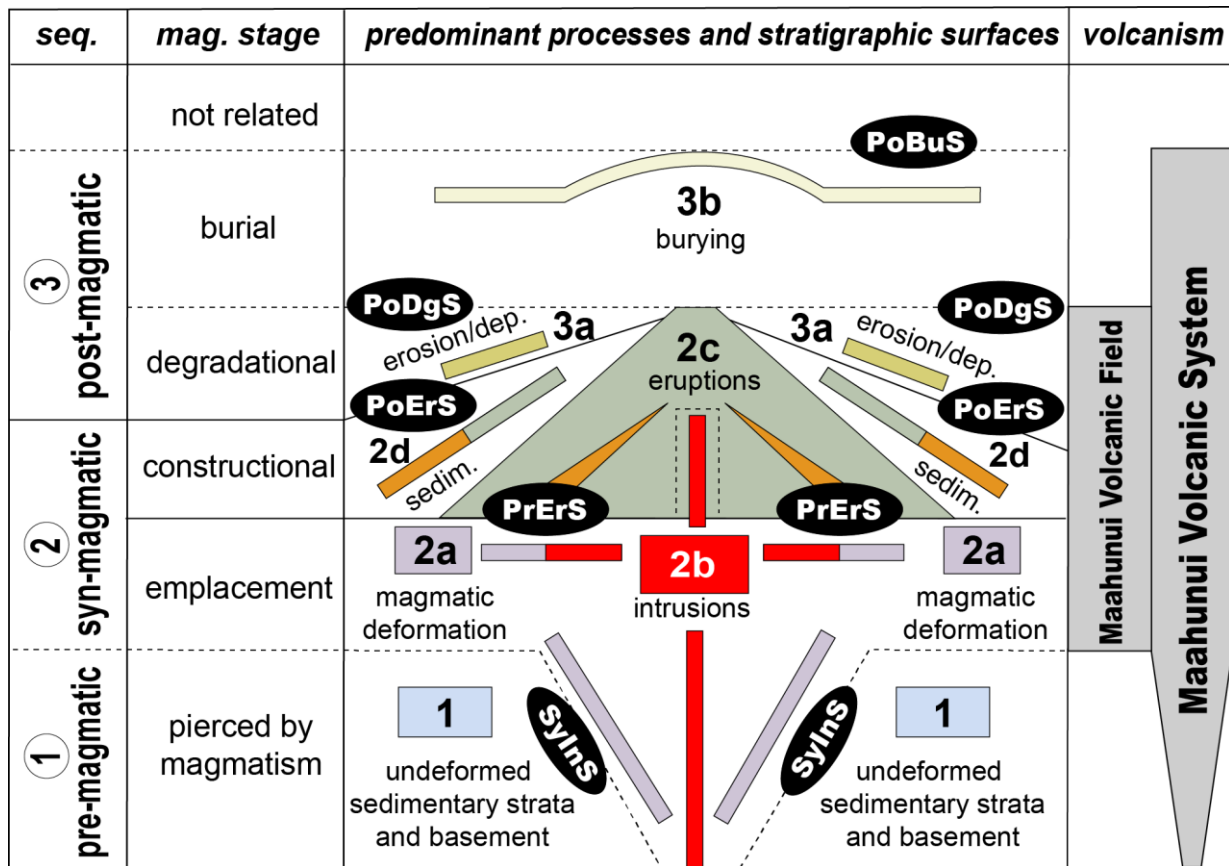 seq.
mag. stage
predominant processes and stratigraphic surfaces
volcanism
not related
PoBuS
3b
burying
burial
3
post-magmatic
PoDgS
PoDgS
erosion/dep.
3a
3a
erosion/dep.
2c
eruptions
degradational
PoErS
PoErS
2d
sedim.
2d
sedim.
constructional
PrErS
PrErS
2
syn-magmatic
2a
magmatic
deformation
2b
intrusions
2a
magmatic
deformation
emplacement
Maahunui Volcanic Field
Maahunui Volcanic System
1
pre-magmatic
pierced by
magmatism
1
undeformed
sedimentary strata
and basement
SyInS
SyInS
1
undeformed
sedimentary strata
and basement